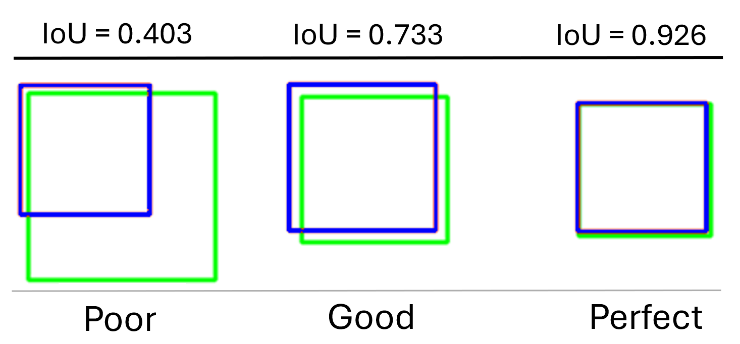 IoU = 0.403 IoU = 0.733 IoU = 0.926
Poor Good Perfect